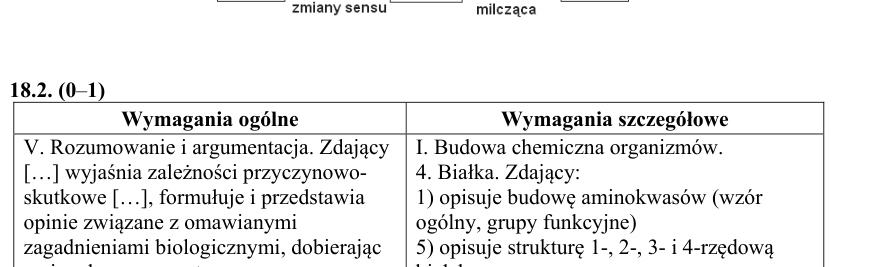 zmiany sensu
milcząca
18.2. (0–1)
Wymagania ogólne
Wymagania szczegółowe
V. Rozumowanie i argumentacja. Zdający
[…] wyjaśnia zależności przyczynowo-
skutkowe […], formułuje i przedstawia
opinie związane z omawianymi
zagadnieniami biologicznymi, dobierając
I. Budowa chemiczna organizmów.
4. Białka. Zdający:
1) opisuje budowę aminokwasów (wzór
ogólny, grupy funkcyjne)
5) opisuje strukturę 1-, 2-, 3- i 4-rzędową